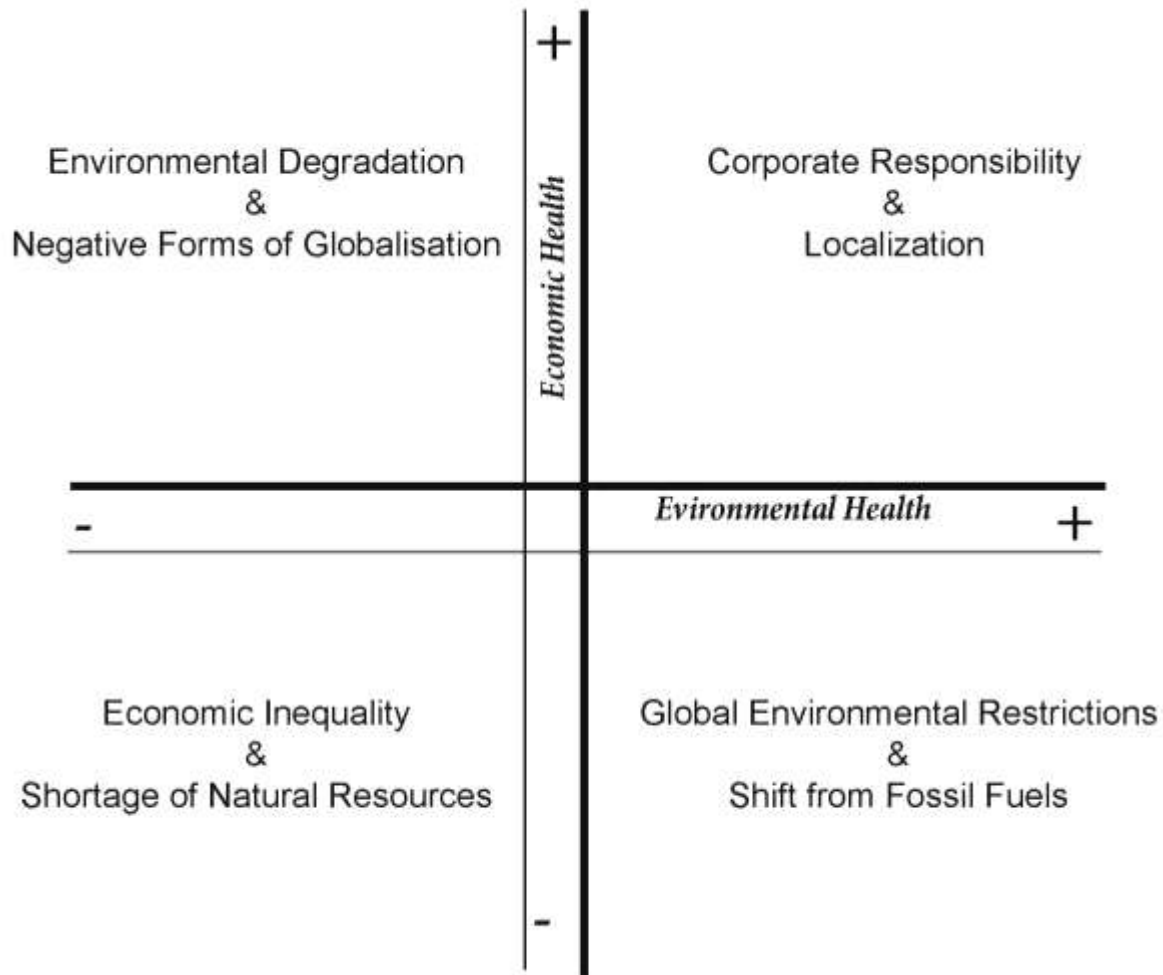 +
Environmental Degradation
&
Negative Forms of Globalisation
Economic Health
Corporate Responsibility
&
Localization
-
Evironmental Health
+
Economic Inequality
&
Shortage of Natural Resources
Global Environmental Restrictions
&
Shift from Fossil Fuels
-